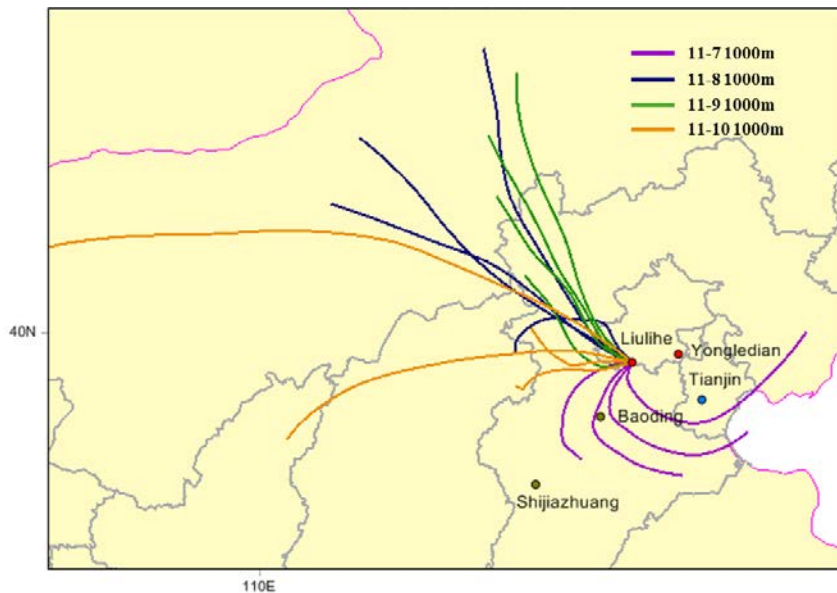 11-7 1000m
11-8 1000m
11-9 1000m
11-10 1000m
40N
Liulihe
Yongledian
Tianjin
Baoding
Shijiazhuang
110E